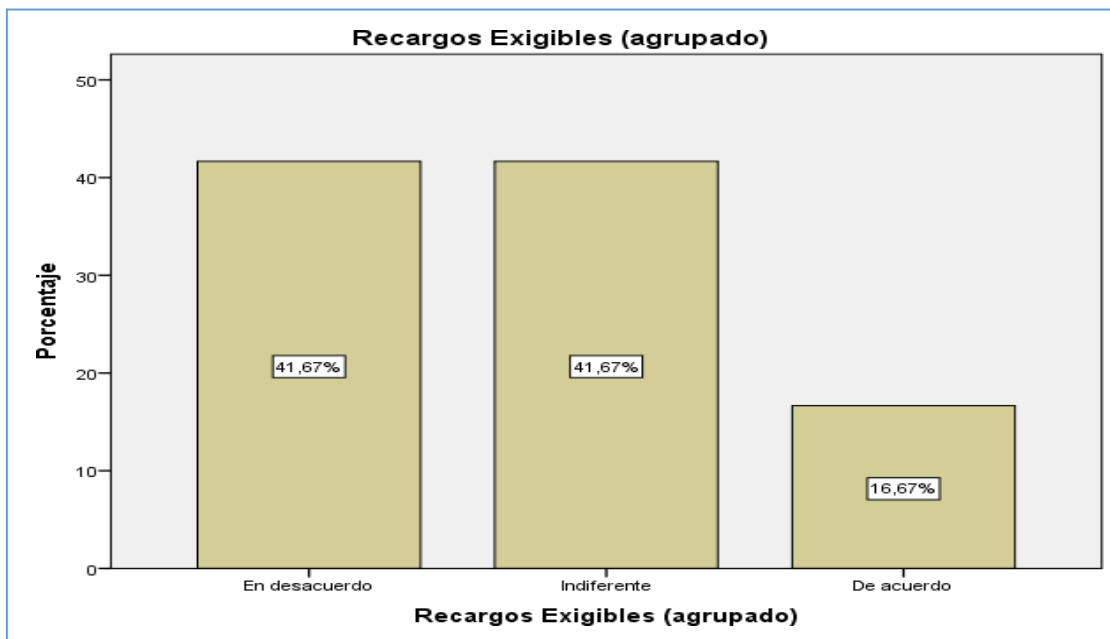 Recargos Exigibles (agrupado)
50
40
30
20
10
0
Porcentaje
41,67%
41,67%
16,67%
En desacuerdo
Indiferente
De acuerdo
Recargos Exigibles (agrupado)